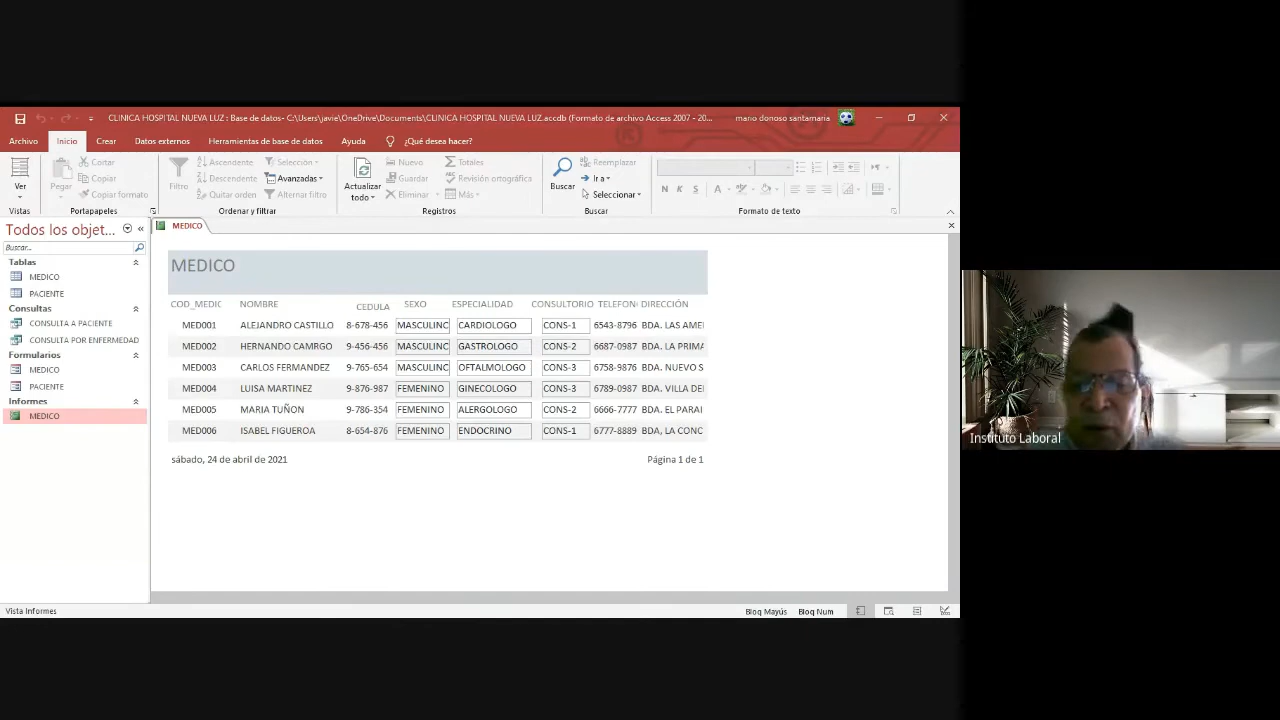 CLINICA HOSPITAL NUEVA LUZ : Base de datos- C:\Users\javie\OneDrive\Documents\CLINICA HOSPITAL NUEVA LUZ.accdb (Formato de archivo Access 2007 - 20... mario donoso santamaria
Archivo Inicio Crear Datos externos Herramientas de base de datos Ayuda ¿Qué desea hacer?
Ver
Vistas
Pegar
Cortar
Copiar
Copiar formato
Portapapeles
Filtro
Ascendente
Descendente
Quitar orden
Selección
Avanzadas
Alternar filtro
Ordenar y filtrar
Actualizar todo
Nuevo
Guardar
Eliminar
Totales
Revisión ortográfica
Más
Registros
Buscar
Reemplazar
Ir a
Seleccionar
Buscar
N K S
A
Formato de texto
Todos los objet...
Buscar...
Tablas
MEDICO
PACIENTE
Consultas
CONSULTA A PACIENTE
CONSULTA POR ENFERMEDAD
Formularios
MEDICO
PACIENTE
Informes
MEDICO
MEDICO
MEDICO
COD_MEDIC NOMBRE CEDULA SEXO ESPECIALIDAD CONSULTORIO TELEFON DIRECCIÓN
MED001 ALEJANDRO CASTILLO 8-678-456 MASCULINC CARDIOLOGO CONS-1 6543-8796 BDA. LAS AME
MED002 HERNANDO CAMRGO 9-456-456 MASCULINC GASTROLOGO CONS-2 6687-0987 BDA. LA PRIMA
MED003 CARLOS FERMANDEZ 9-765-654 MASCULINC OFTALMOLOGO CONS-3 6758-9876 BDA. NUEVO S
MED004 LUISA MARTINEZ 9-876-987 FEMENINO GINECOLOGO CONS-3 6789-0987 BDA. VILLA DE
MED005 MARIA TUÑON 9-786-354 FEMENINO ALERGOLOGO CONS-2 6666-7777 BDA. EL PARAI
MED006 ISABEL FIGUEROA 8-654-876 FEMENINO ENDOCRINO CONS-1 6777-8889 BDA, LA CONC
sábado, 24 de abril de 2021 Página 1 de 1
Vista Informes Bloq Mayús Bloq Num
Instituto Laboral